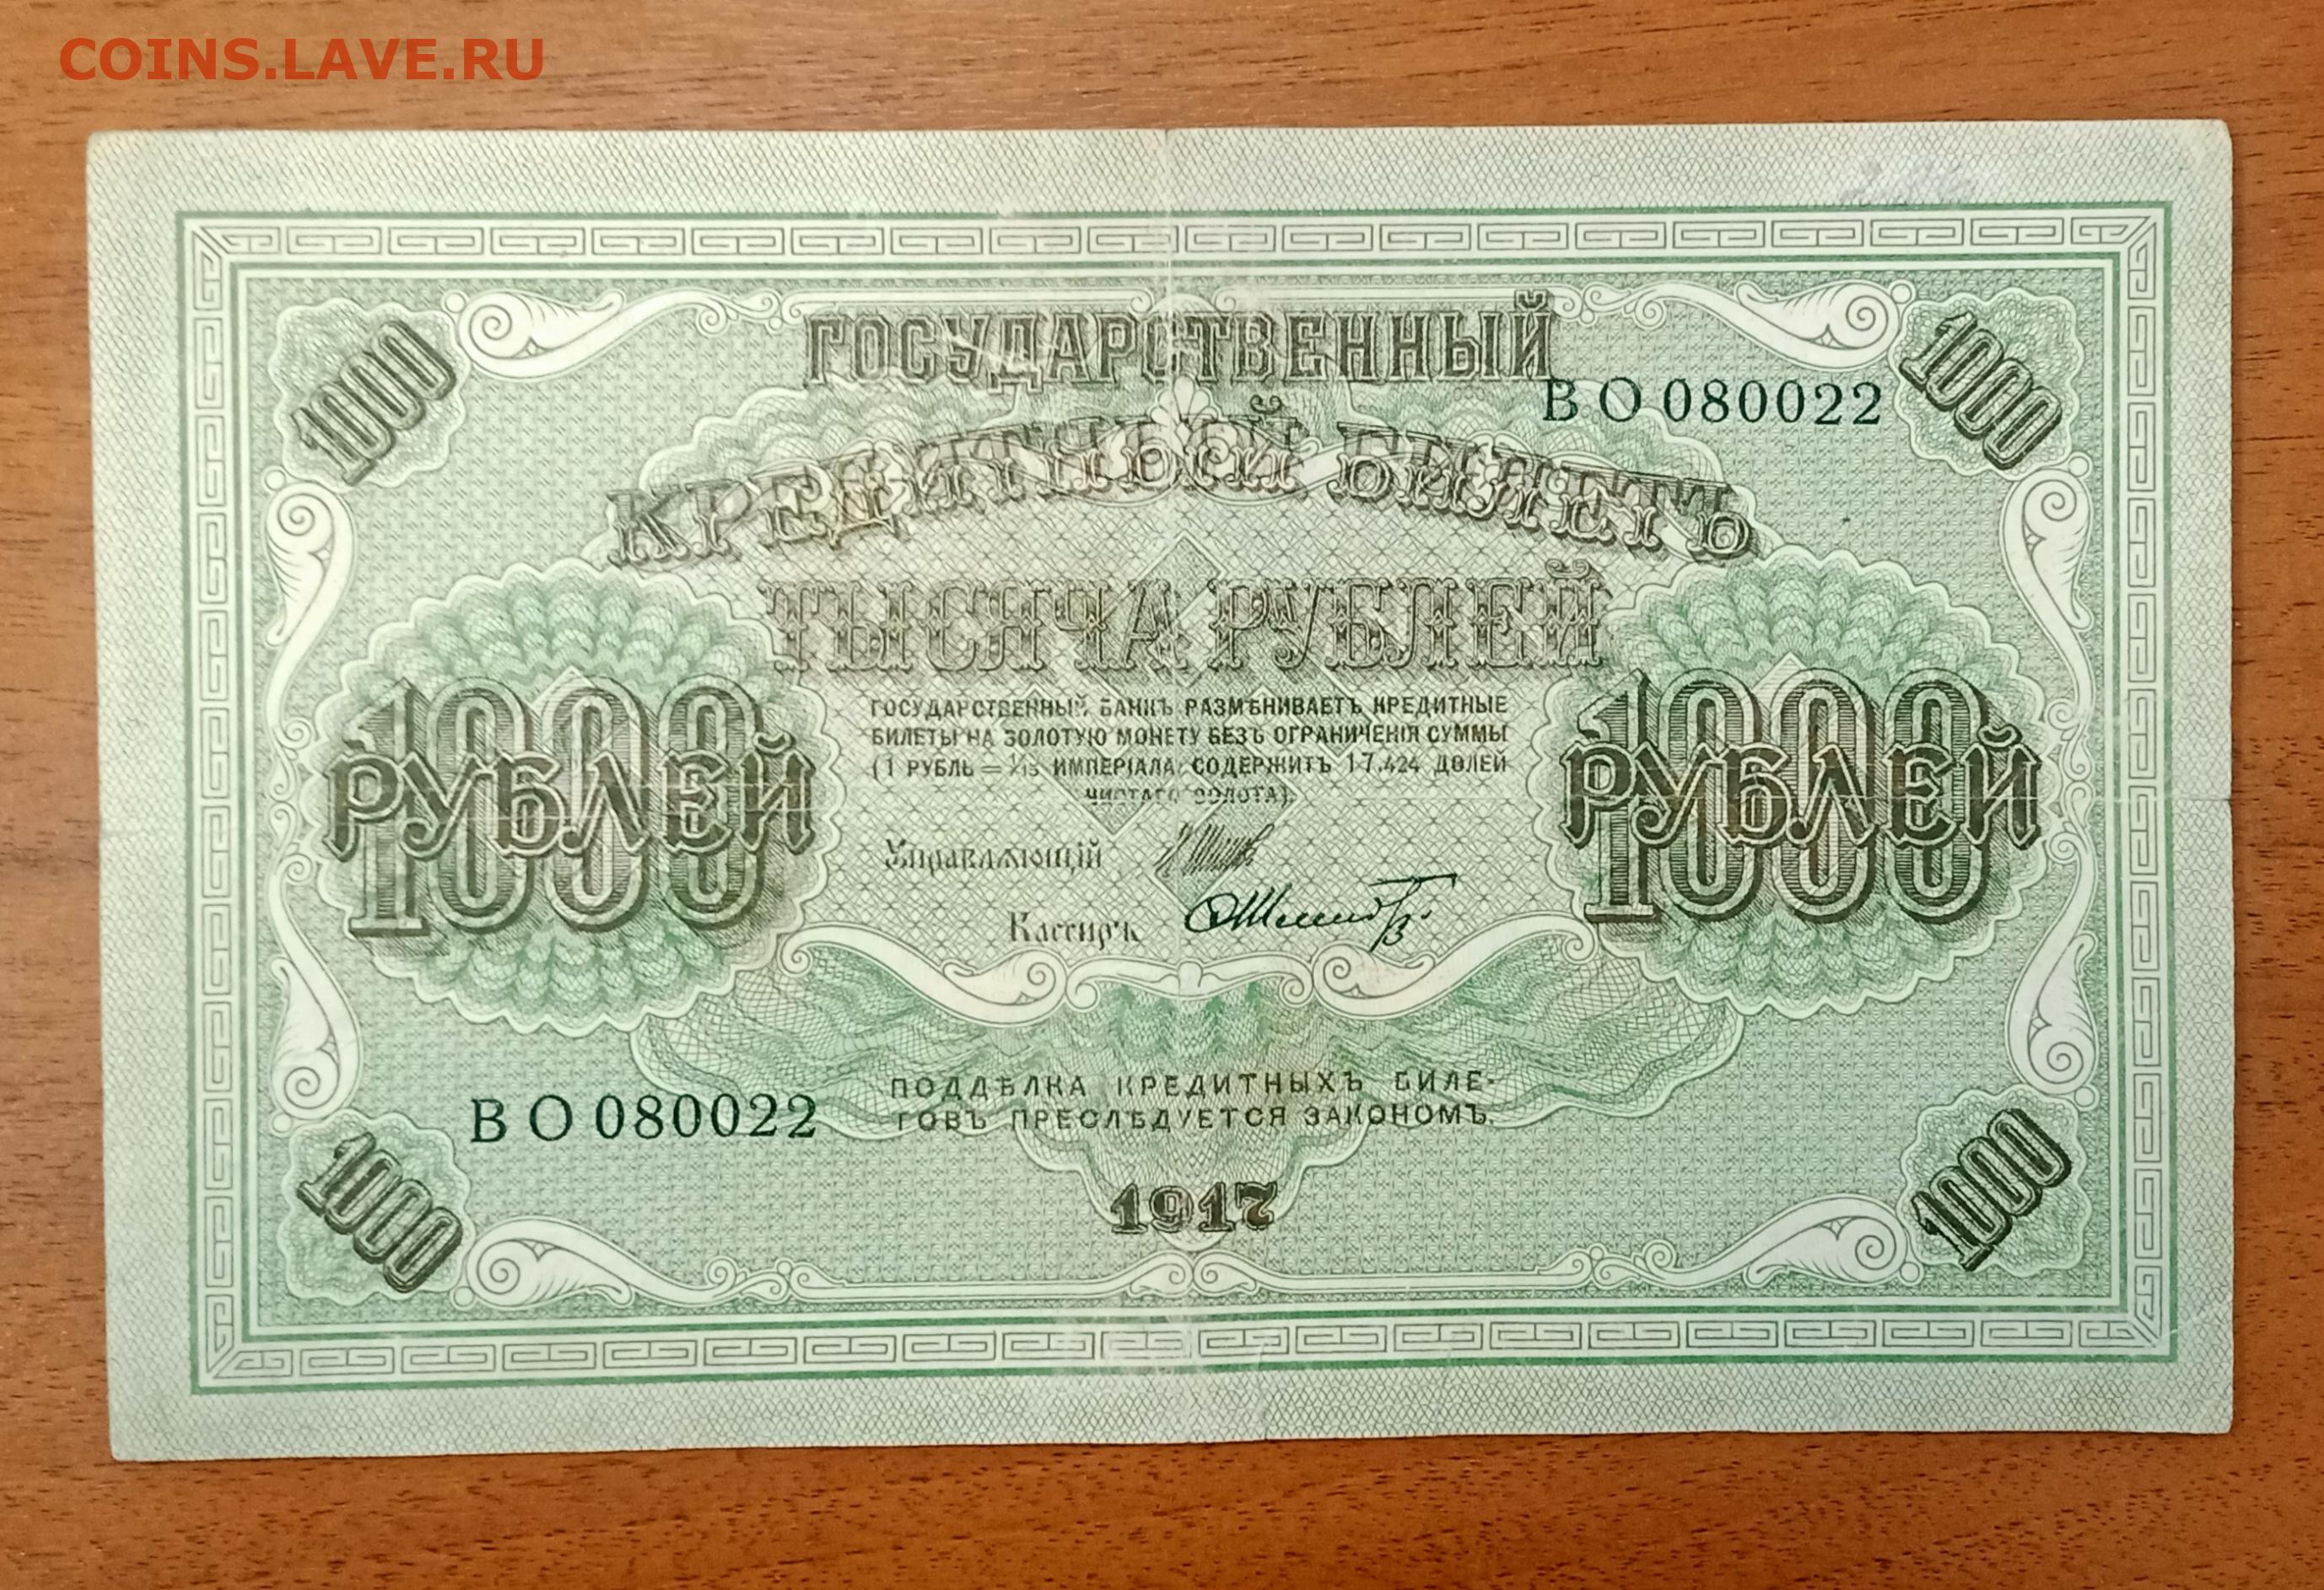 COINS.LAVE.RU
1000
ГОСУДАРСТВЕННЫЙ
1000
ВО 080022
КРЕДИТНЫЙ БИЛЕТЪ
ТЫСЯЧА РУБЛЕЙ
1000
РУБЛЕЙ
ГОСУДАРСТВЕННЫЙ БАНКЪ РАЗМѢНИВАЕТЪ КРЕДИТНЫЕ
БИЛЕТЫ НА ЗОЛОТУЮ МОНЕТУ БЕЗЪ ОГРАНИЧЕНІЯ СУММЫ
(1 РУБЛЬ = 1/15 ИМПЕРІАЛА, СОДЕРЖИТЪ 17,424 ДОЛЕЙ
ЧИСТАГО ЗОЛОТА).
1000
РУБЛЕЙ
Управляющій
Кассиръ
ВО 080022
ПОДДѢЛКА КРЕДИТНЫХЪ БИЛЕ-
ТОВЪ ПРЕСЛѢДУЕТСЯ ЗАКОНОМЪ.
1000
1917
1000